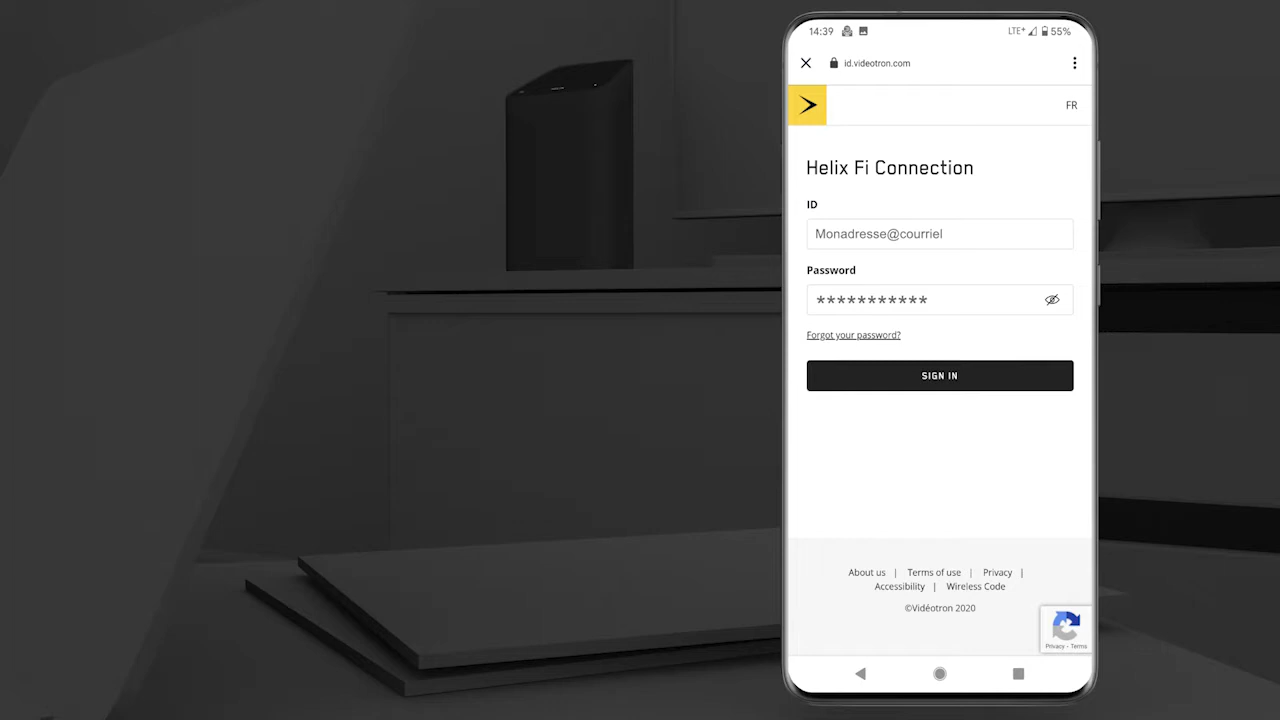 14:39 LTE+ 55%
id.videotron.com
FR
Helix Fi Connection
ID
Monadresse@courriel
Password
***********
Forgot your password?
SIGN IN
About us | Terms of use | Privacy |
Accessibility | Wireless Code
©Vidéotron 2020
Privacy - Terms